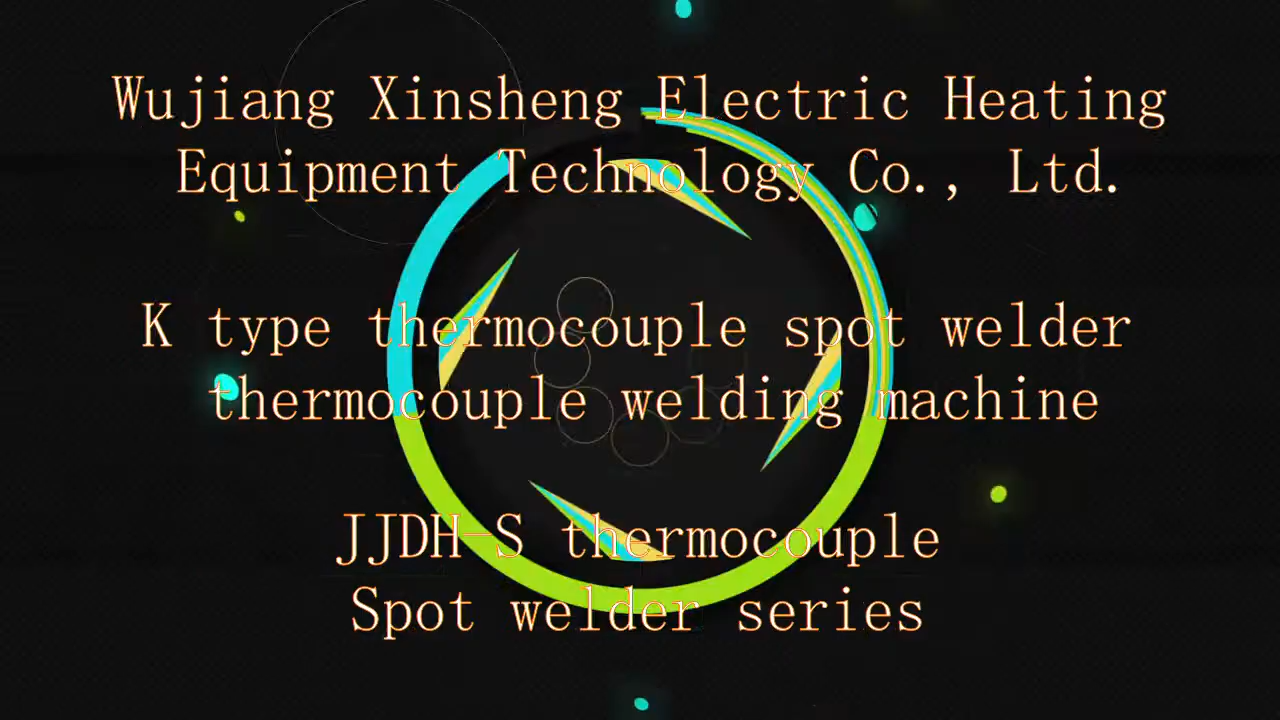 Wujiang Xinsheng Electric Heating
Equipment Technology Co., Ltd.
K type thermocouple spot welder
thermocouple welding machine
JJDH-S thermocouple
Spot welder series